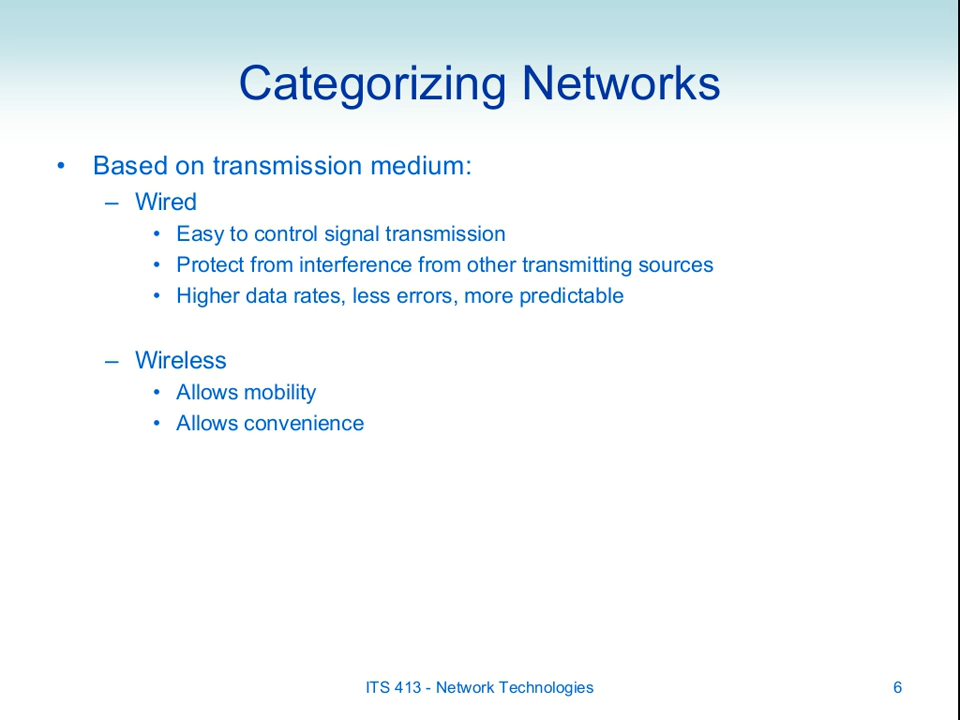 Categorizing Networks
• Based on transmission medium:
– Wired
• Easy to control signal transmission
• Protect from interference from other transmitting sources
• Higher data rates, less errors, more predictable
– Wireless
• Allows mobility
• Allows convenience
ITS 413 - Network Technologies 6